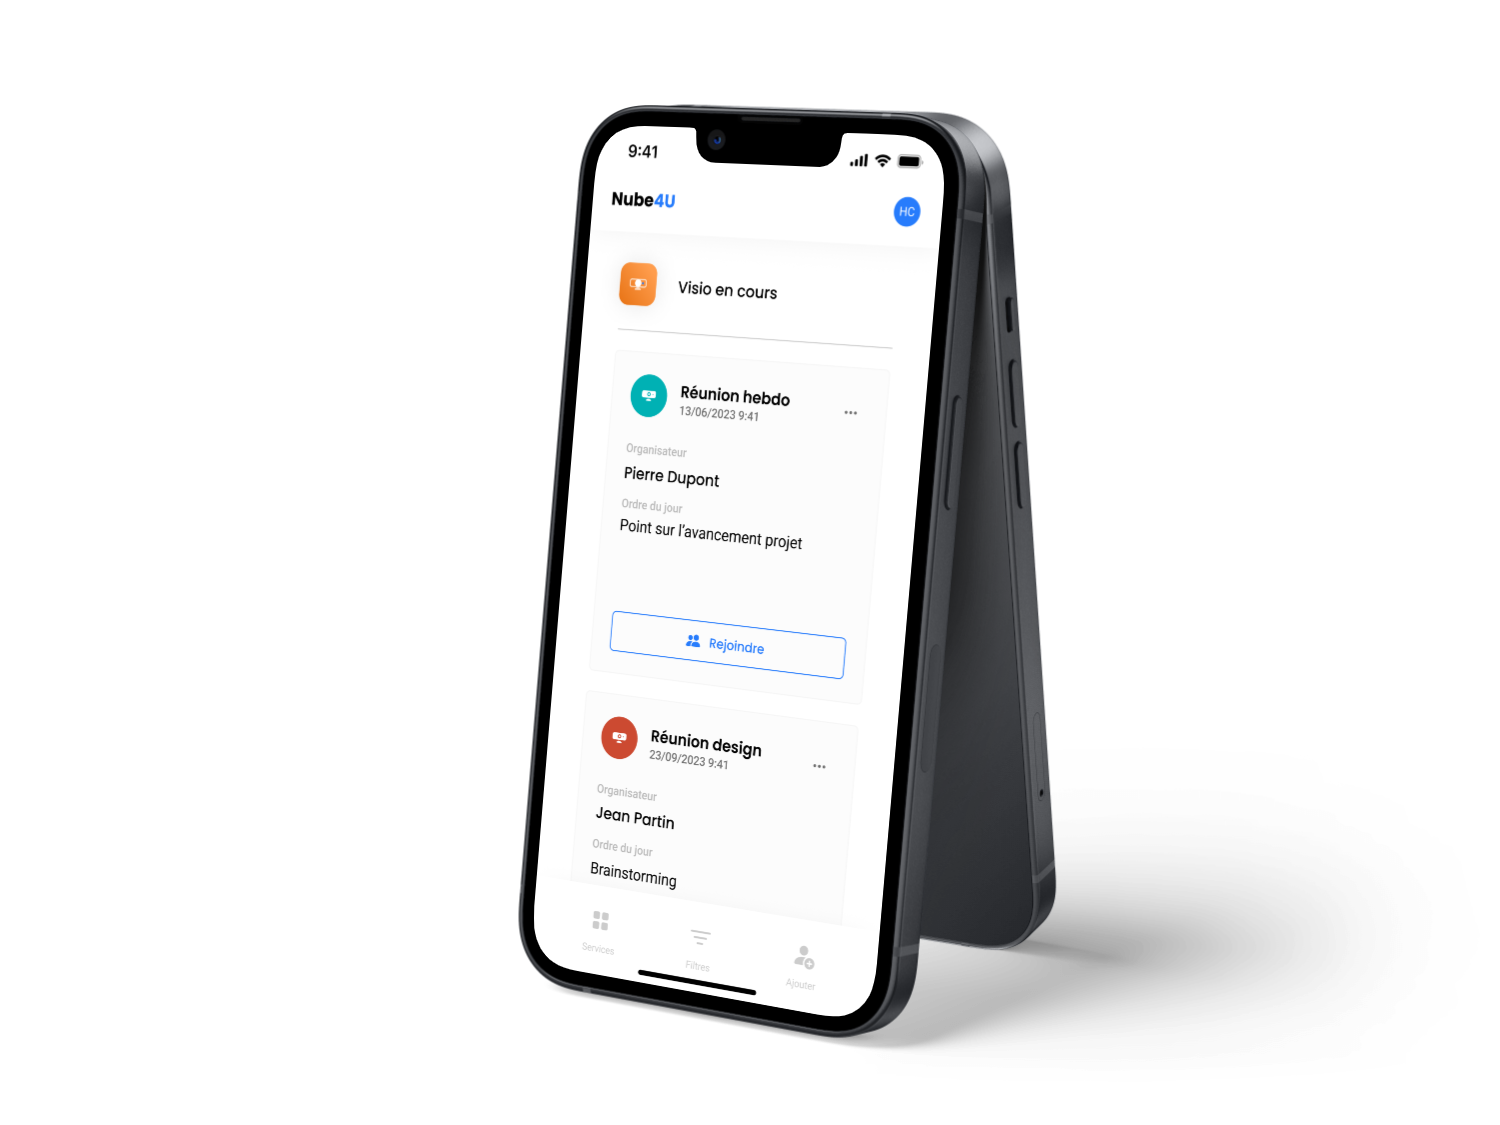 9:41
Nube4U
HC
Visio en cours
Réunion hebdo
13/06/2023 9:41
Organisateur
Pierre Dupont
Ordre du jour
Point sur l'avancement projet
Rejoindre
Réunion design
23/09/2023 9:41
Organisateur
Jean Partin
Ordre du jour
Brainstorming
Services
Filtres
Ajouter